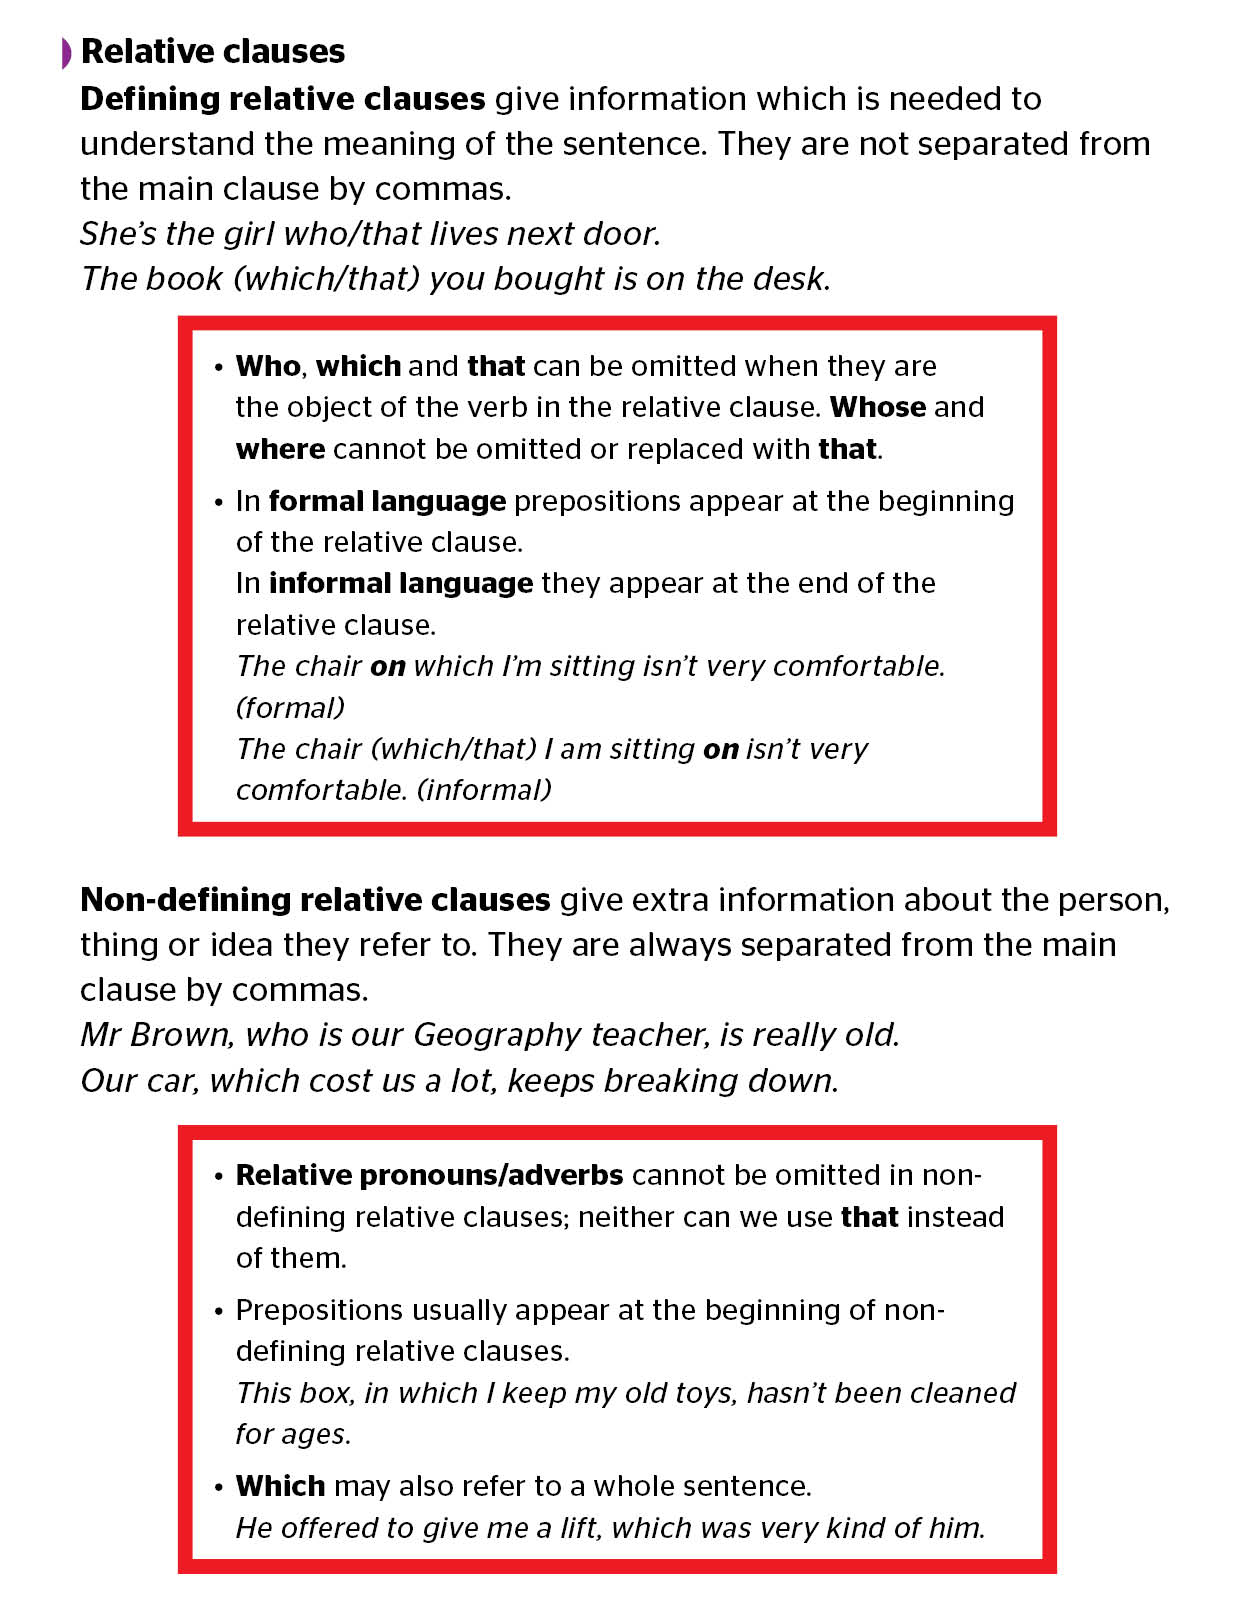 Relative clauses
Defining relative clauses give information which is needed to
understand the meaning of the sentence. They are not separated from
the main clause by commas.
She’s the girl who/that lives next door.
The book (which/that) you bought is on the desk.
• Who, which and that can be omitted when they are
the object of the verb in the relative clause. Whose and
where cannot be omitted or replaced with that.
• In formal language prepositions appear at the beginning
of the relative clause.
In informal language they appear at the end of the
relative clause.
The chair on which I’m sitting isn’t very comfortable.
(formal)
The chair (which/that) I am sitting on isn’t very
comfortable. (informal)
Non-defining relative clauses give extra information about the person,
thing or idea they refer to. They are always separated from the main
clause by commas.
Mr Brown, who is our Geography teacher, is really old.
Our car, which cost us a lot, keeps breaking down.
• Relative pronouns/adverbs cannot be omitted in non-
defining relative clauses; neither can we use that instead
of them.
• Prepositions usually appear at the beginning of non-
defining relative clauses.
This box, in which I keep my old toys, hasn’t been cleaned
for ages.
• Which may also refer to a whole sentence.
He offered to give me a lift, which was very kind of him.